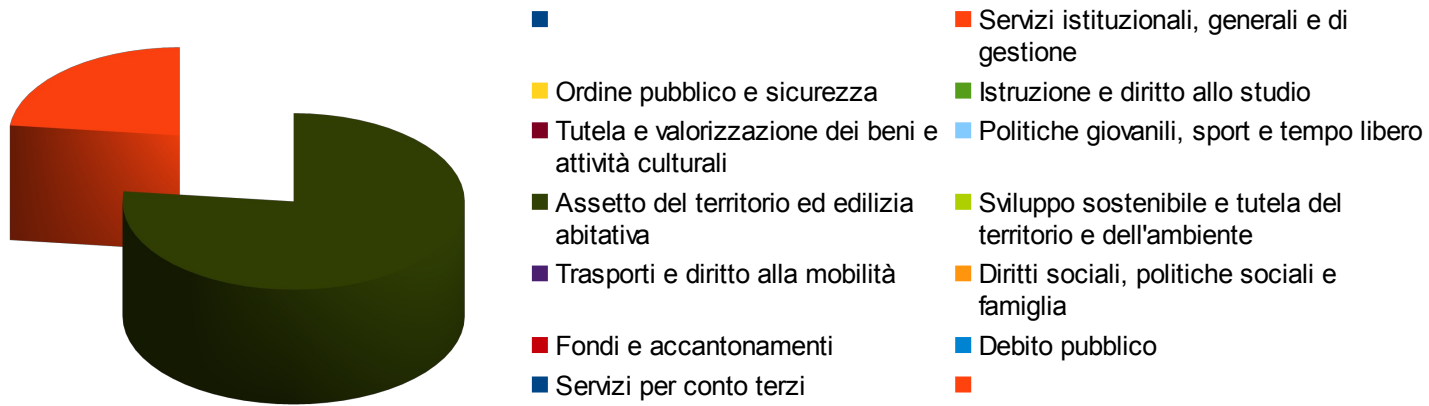 Servizi istituzionali, generali e di
gestione
Ordine pubblico e sicurezza
Istruzione e diritto allo studio
Tutela e valorizzazione dei beni e
attività culturali
Politiche giovanili, sport e tempo libero
Assetto del territorio ed edilizia
abitativa
Sviluppo sostenibile e tutela del
territorio e dell'ambiente
Trasporti e diritto alla mobilità
Diritti sociali, politiche sociali e
famiglia
Fondi e accantonamenti
Debito pubblico
Servizi per conto terzi